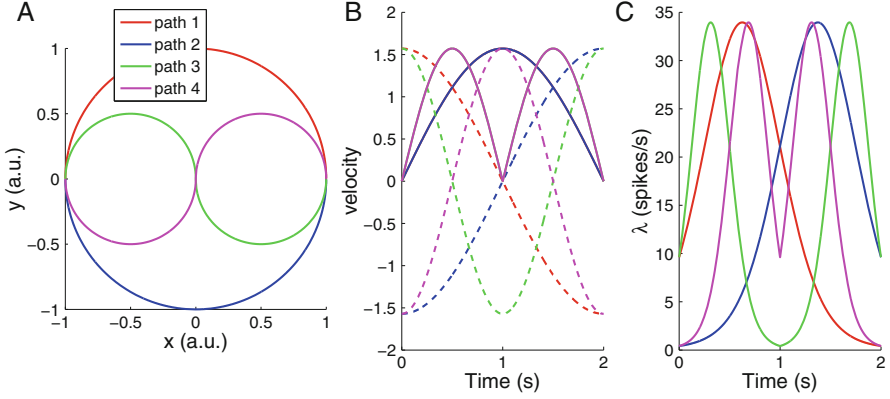 A
path 1
path 2
path 3
path 4
1
0.5
0
−0.5
−1
y (a.u.)
−1
−0.5
0
0.5
1
x (a.u.)
B
2
1.5
1
0.5
0
−0.5
−1
−1.5
−2
velocity
0
1
2
Time (s)
C
40
35
30
25
20
15
10
5
0
λ (spikes/s)
0
1
2
Time (s)